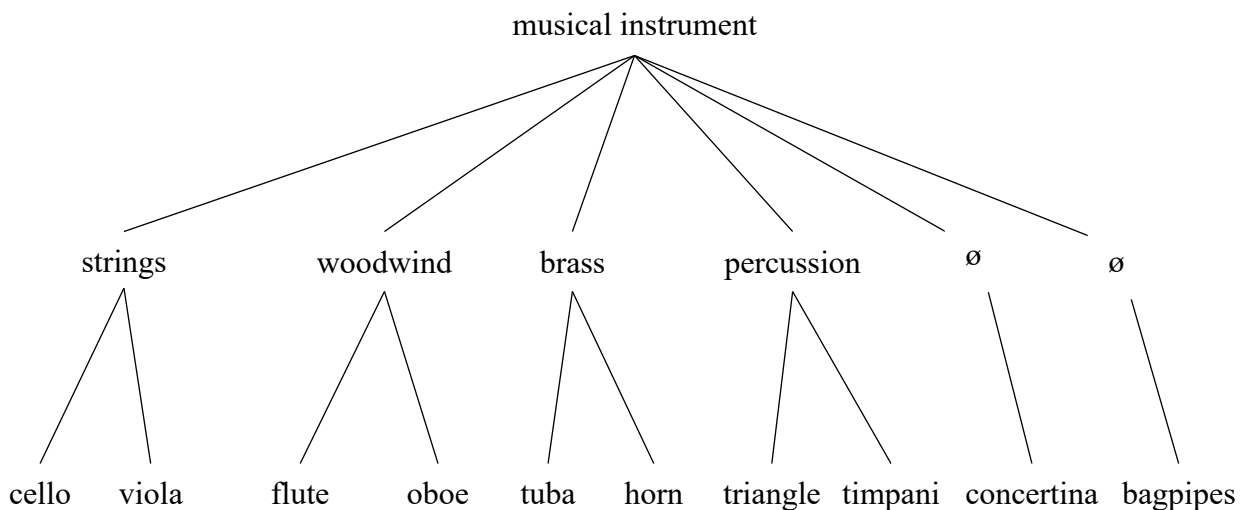 musical instrument
strings woodwind brass percussion ø ø
cello viola flute oboe tuba horn triangle timpani concertina bagpipes